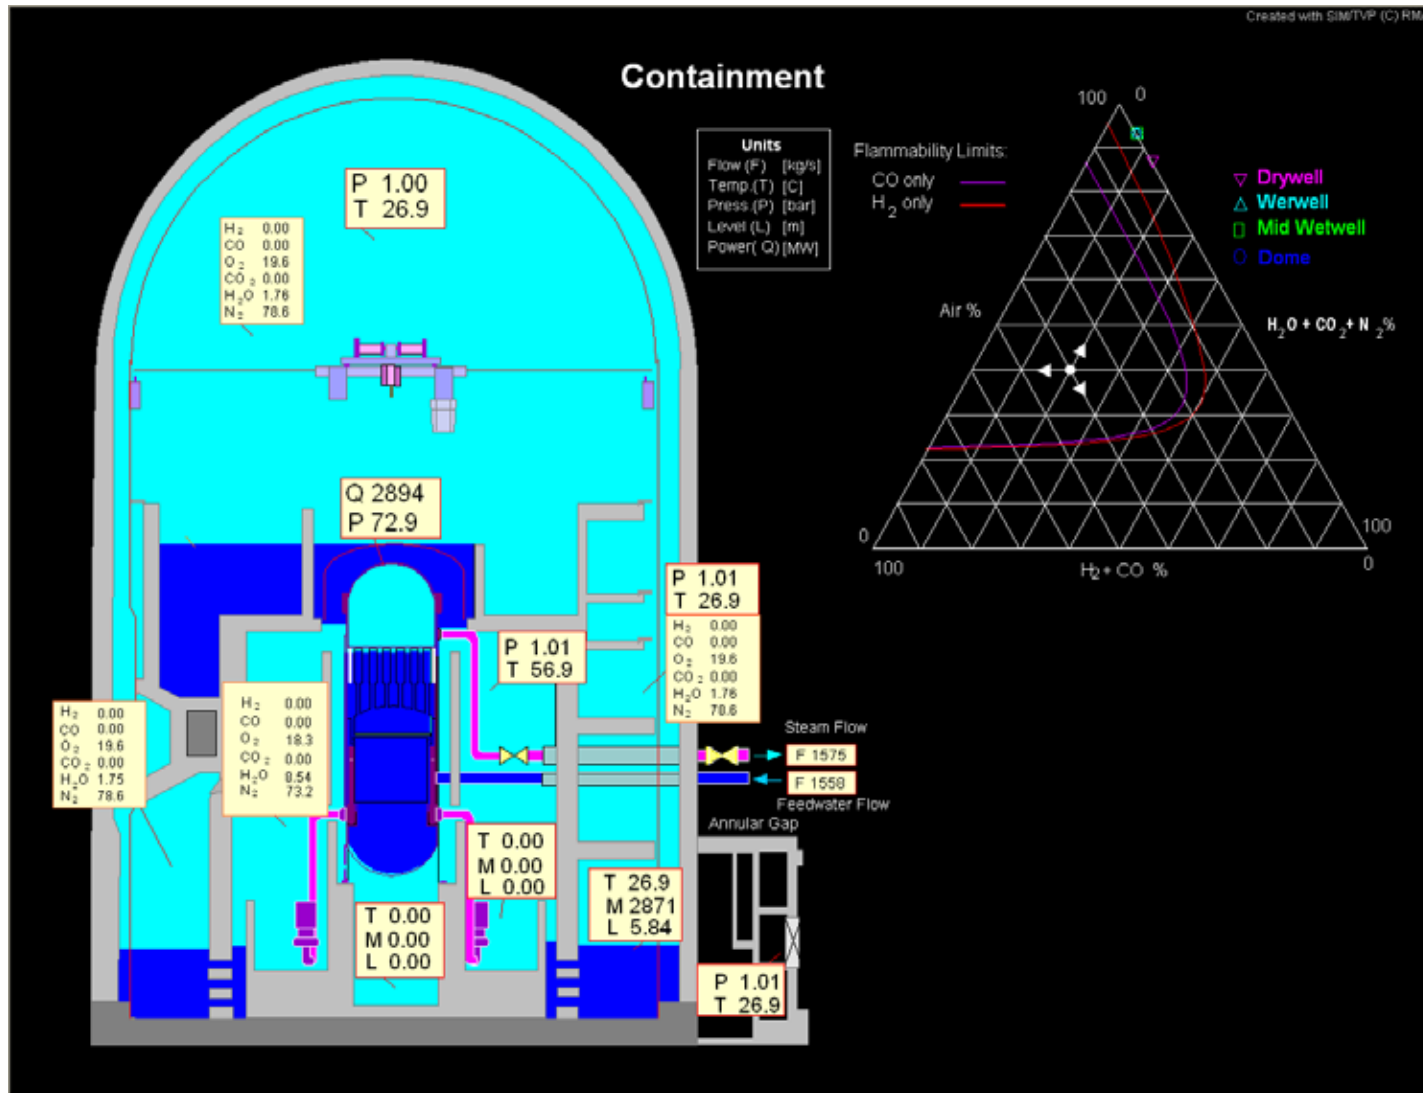 Created with SIM/TVP (C) RM
Containment
Units
Flow (F) [kg/s]
Temp.(T) [C]
Press.(P) [bar]
Level (L) [m]
Power( Q) [MW]
Flammability Limits:
CO only
H2 only
100
0
Drywell
Werwell
Mid Wetwell
Dome
Air %
H2O + CO2+ N2%
0
100
100
0
H2+ CO %
P 1.00
T 26.9
H2 0.00
CO 0.00
O2 19.6
CO2 0.00
H2O 1.76
N2 78.6
Q 2894
P 72.9
P 1.01
T 26.9
H2 0.00
CO 0.00
O2 19.6
CO2 0.00
H2O 1.76
N2 78.6
P 1.01
T 56.9
H2 0.00
CO 0.00
O2 19.6
CO2 0.00
H2O 1.75
N2 78.6
H2 0.00
CO 0.00
O2 18.3
CO2 0.00
H2O 8.54
N2 73.2
Steam Flow
F 1575
F 1558
Feedwater Flow
Annular Gap
T 0.00
M 0.00
L 0.00
T 26.9
M 2871
L 5.84
T 0.00
M 0.00
L 0.00
P 1.01
T 26.9